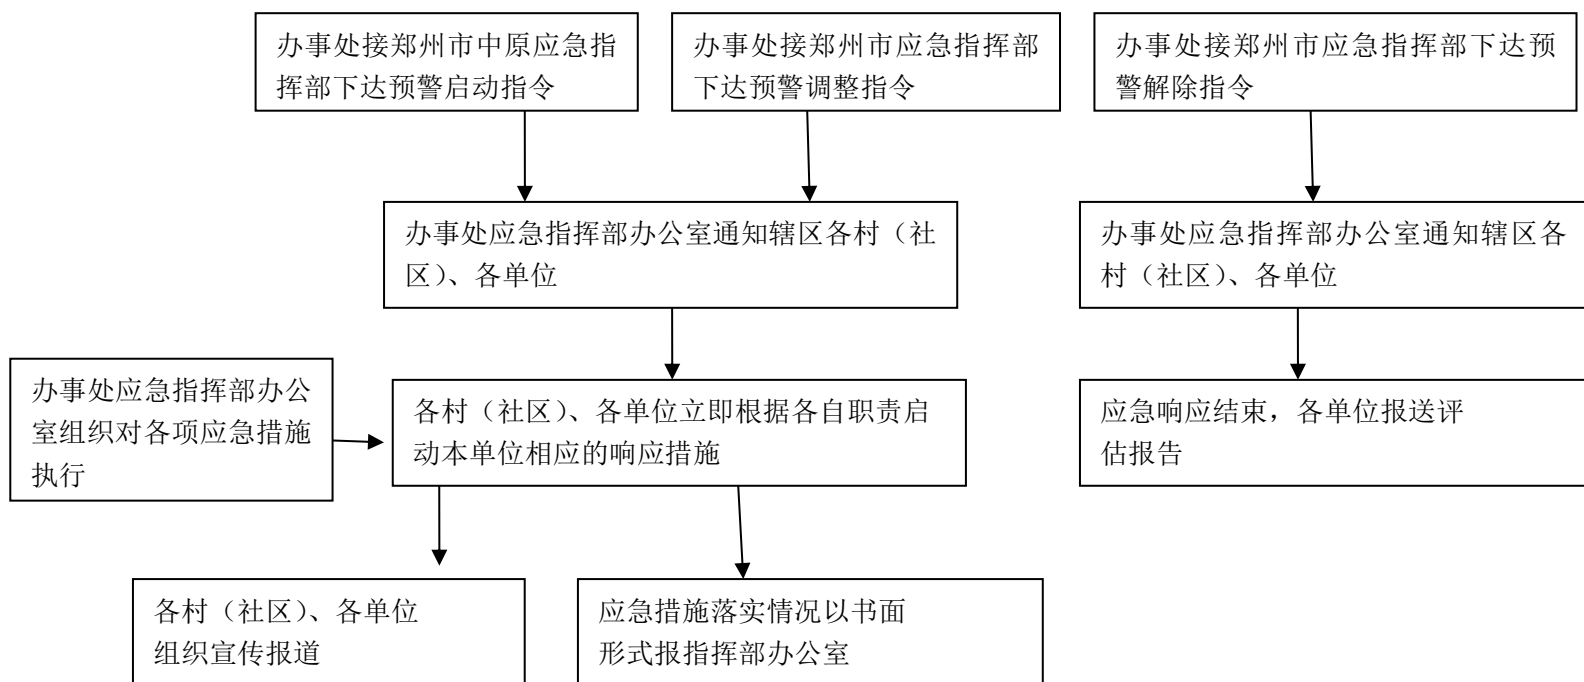 办事处接郑州市中原应急指
挥部下达预警启动指令
办事处接郑州市应急指挥部
下达预警调整指令
办事处接郑州市应急指挥部下达预
警解除指令
办事处应急指挥部办公室通知辖区各村（社
区）、各单位
办事处应急指挥部办公室通知辖区各
村（社区）、各单位
办事处应急指挥部办公
室组织对各项应急措施
执行
各村（社区）、各单位立即根据各自职责启
动本单位相应的响应措施
应急响应结束，各单位报送评
估报告
各村（社区）、各单位
组织宣传报道
应急措施落实情况以书面
形式报指挥部办公室